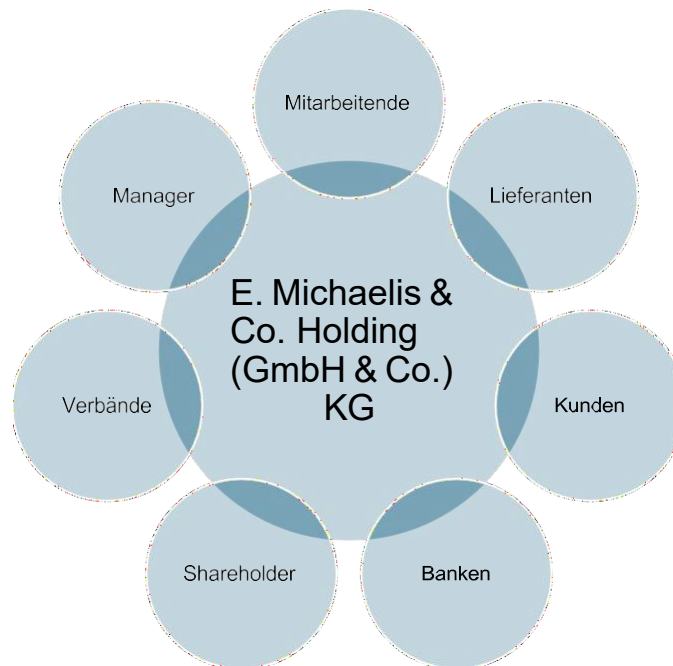 Mitarbeitende
Manager
Lieferanten
E. Michaelis &
Co. Holding
(GmbH & Co.)
KG
Verbände
Kunden
Shareholder
Banken